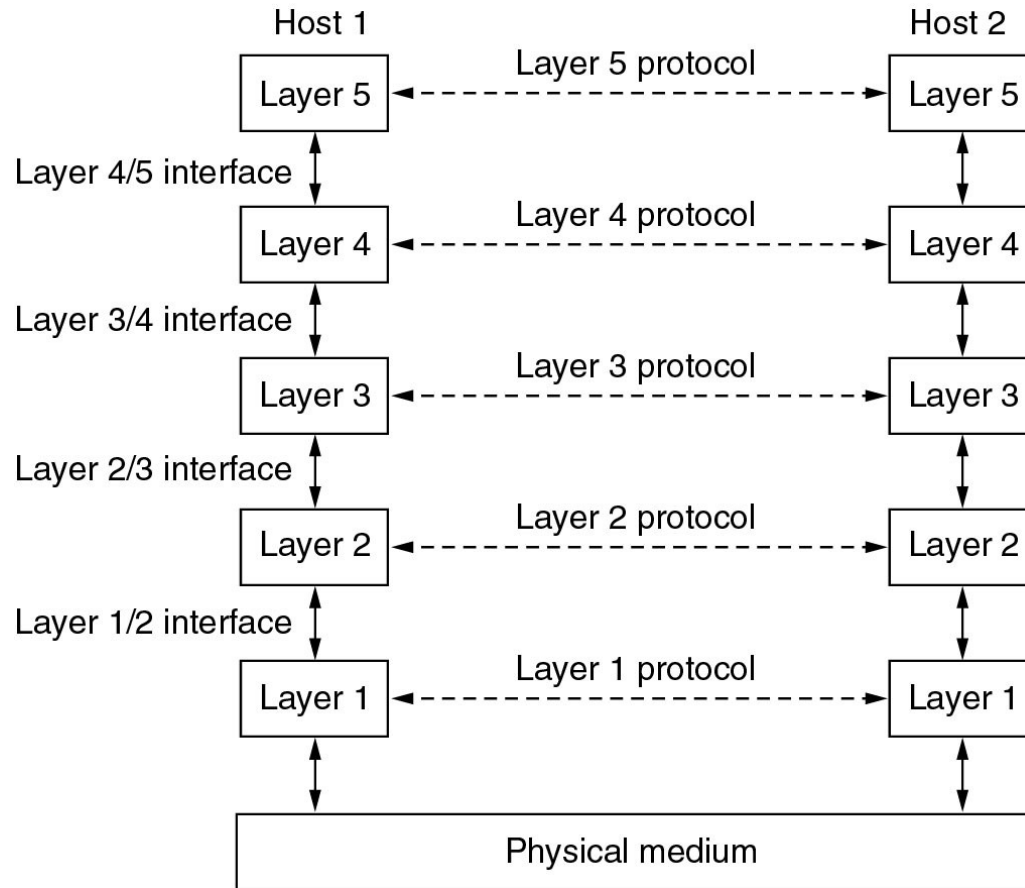 Host 1
Host 2
Layer 5
Layer 5 protocol
Layer 5
Layer 4/5 interface
Layer 4
Layer 4 protocol
Layer 4
Layer 3/4 interface
Layer 3
Layer 3 protocol
Layer 3
Layer 2/3 interface
Layer 2
Layer 2 protocol
Layer 2
Layer 1/2 interface
Layer 1
Layer 1 protocol
Layer 1
Physical medium